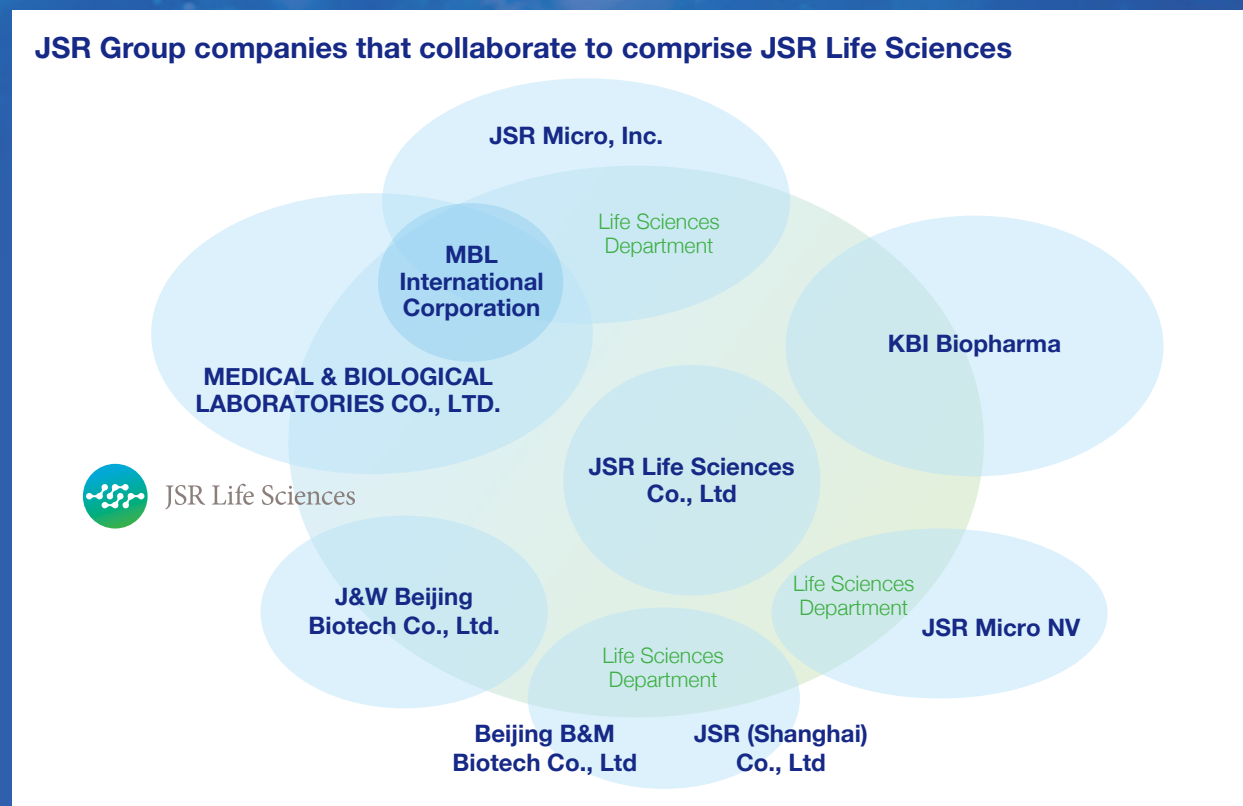 JSR Group companies that collaborate to comprise JSR Life Sciences
JSR Micro, Inc.
Life Sciences
Department
MBL
International
Corporation
KBI Biopharma
MEDICAL & BIOLOGICAL
LABORATORIES CO., LTD.
JSR Life Sciences
Co., Ltd
JSR Life Sciences
J&W Beijing
Biotech Co., Ltd.
Life Sciences
Department
JSR Micro NV
Life Sciences
Department
Beijing B&M
Biotech Co., Ltd
JSR (Shanghai)
Co., Ltd